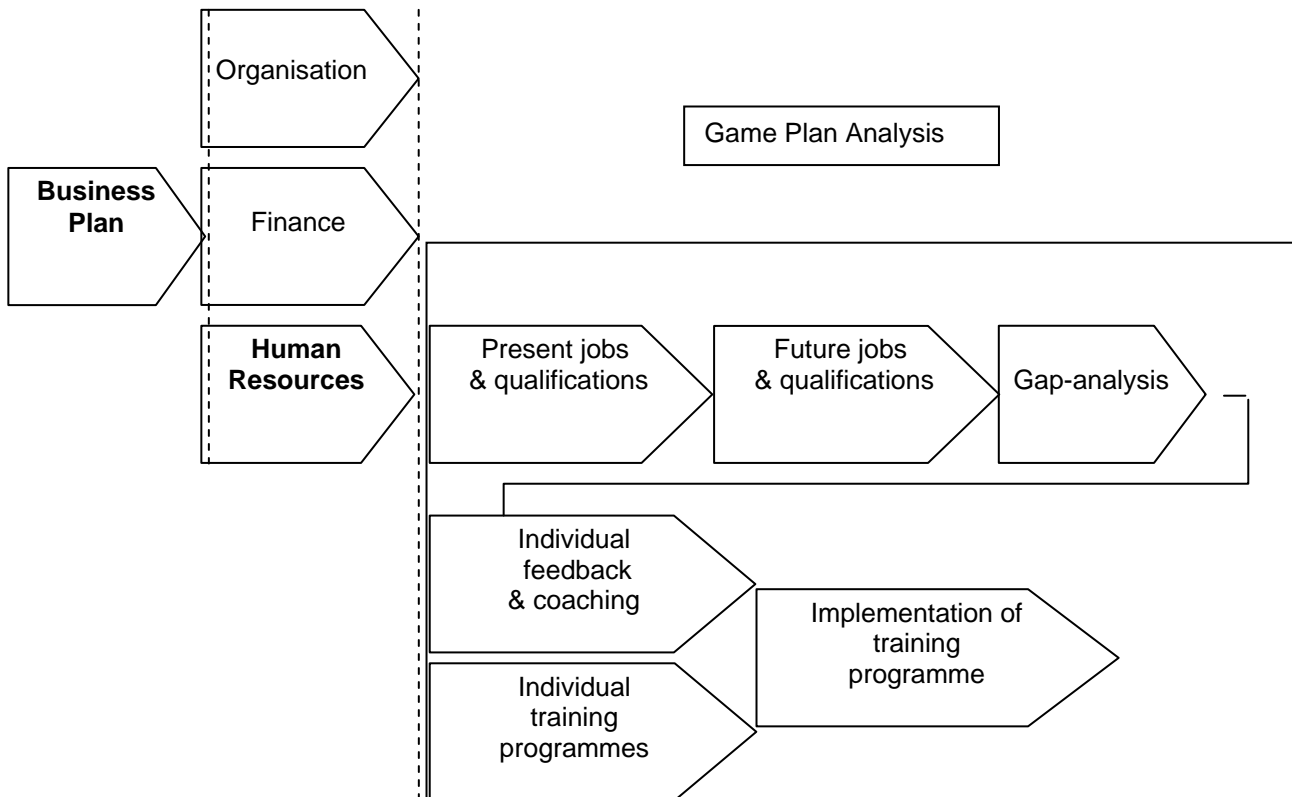 Organisation
Game Plan Analysis
Business
Plan
Finance
Human
Resources
Present jobs
& qualifications
Future jobs
& qualifications
Gap-analysis
Individual
feedback
& coaching
Implementation of
training
programme
Individual
training
programmes